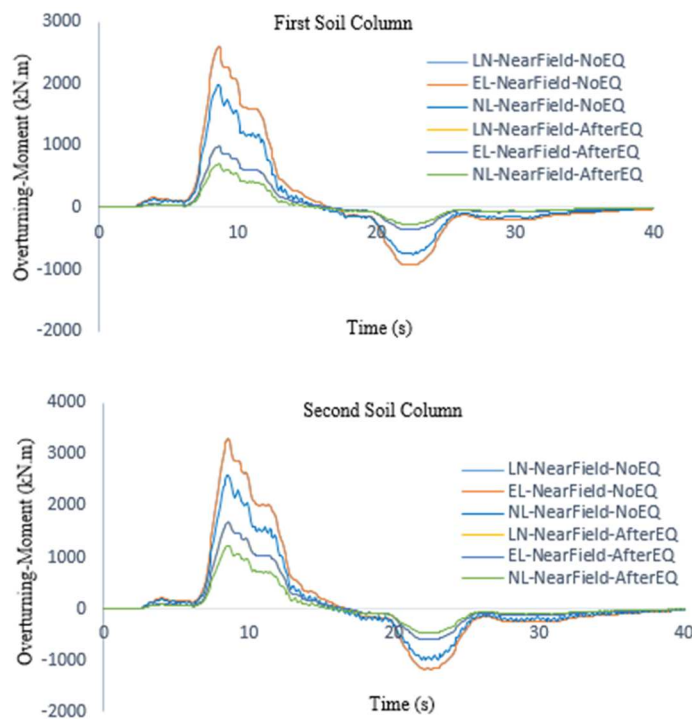 First Soil Column
3000
2000
1000
0
-1000
-2000
Overturning-Moment (kN.m)
LN-NearField-NoEQ
EL-NearField-NoEQ
NL-NearField-NoEQ
LN-NearField-AfterEQ
EL-NearField-AfterEQ
NL-NearField-AfterEQ
0 10 20 30 40
Time (s)
Second Soil Column
4000
3000
2000
1000
0
-1000
-2000
Overturning-Moment (kN.m)
LN-NearField-NoEQ
EL-NearField-NoEQ
NL-NearField-NoEQ
LN-NearField-AfterEQ
EL-NearField-AfterEQ
NL-NearField-AfterEQ
0 10 20 30 40
Time (s)